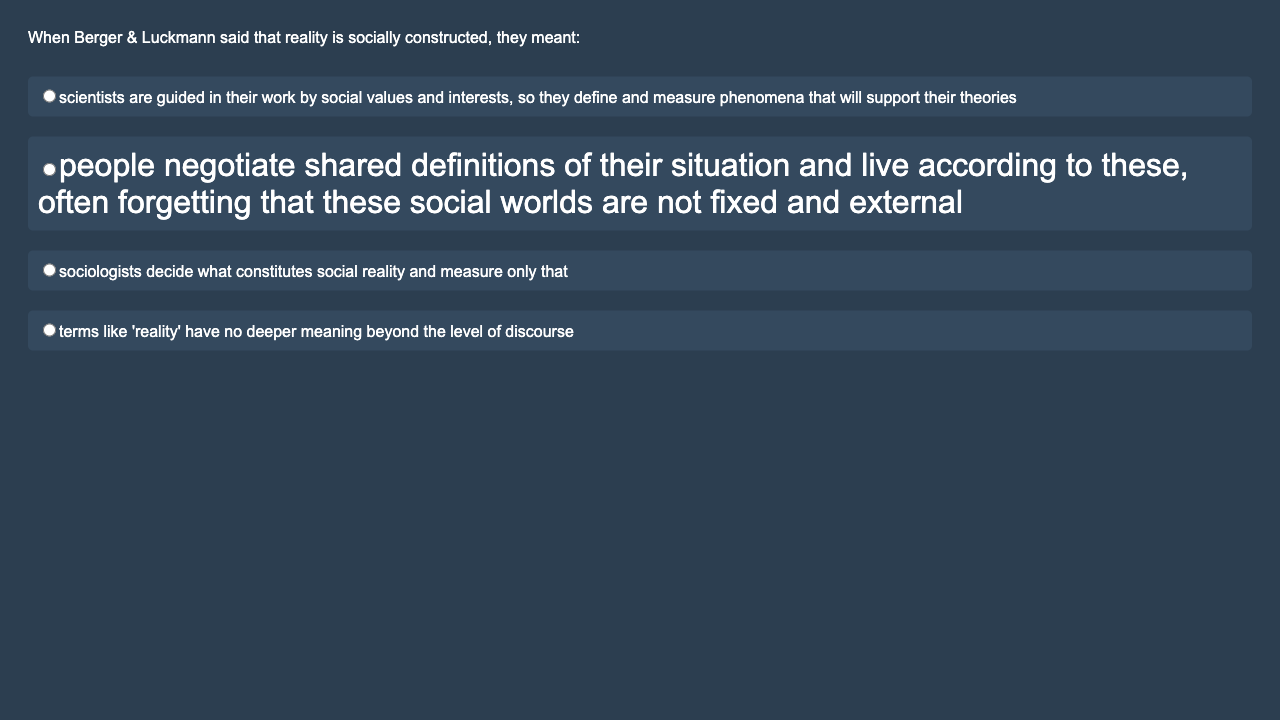 When Berger & Luckmann said that reality is socially constructed, they meant:
scientists are guided in their work by social values and interests, so they define and measure phenomena that will support their theories
people negotiate shared definitions of their situation and live according to these,
often forgetting that these social worlds are not fixed and external
sociologists decide what constitutes social reality and measure only that
terms like 'reality' have no deeper meaning beyond the level of discourse